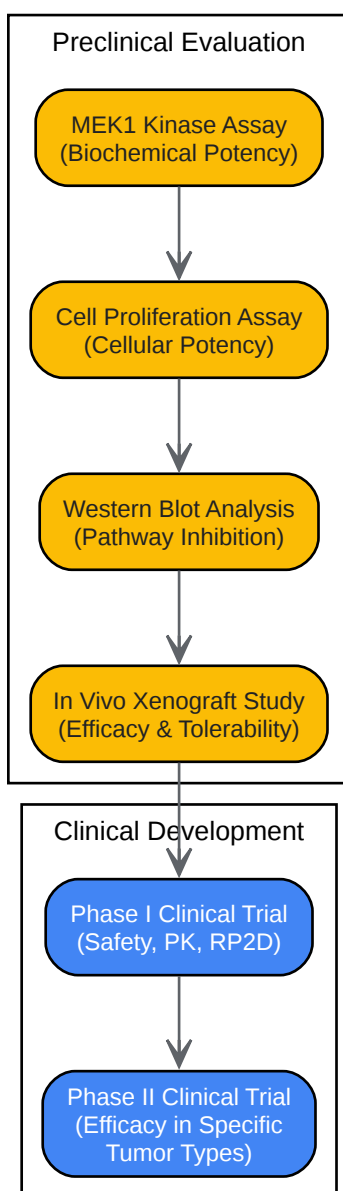 Preclinical Evaluation
MEK1 Kinase Assay
(Biochemical Potency)
Cell Proliferation Assay
(Cellular Potency)
Western Blot Analysis
(Pathway Inhibition)
In Vivo Xenograft Study
(Efficacy & Tolerability)
Clinical Development
Phase I Clinical Trial
(Safety, PK, RP2D)
Phase II Clinical Trial
(Efficacy in Specific
Tumor Types)